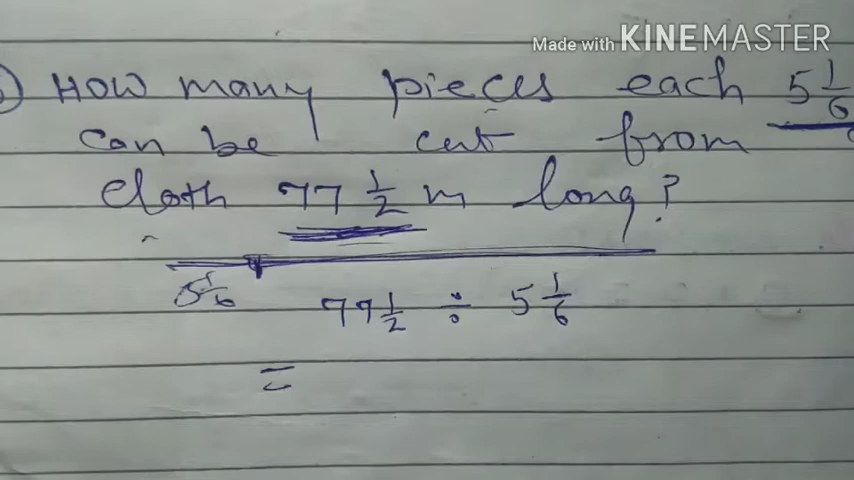 Made with KINEMASTER
How many pieces each 5 1/6
can be cut from
cloth 77 1/2 m long?
5 1/6
77 1/2 ÷ 5 1/6
=